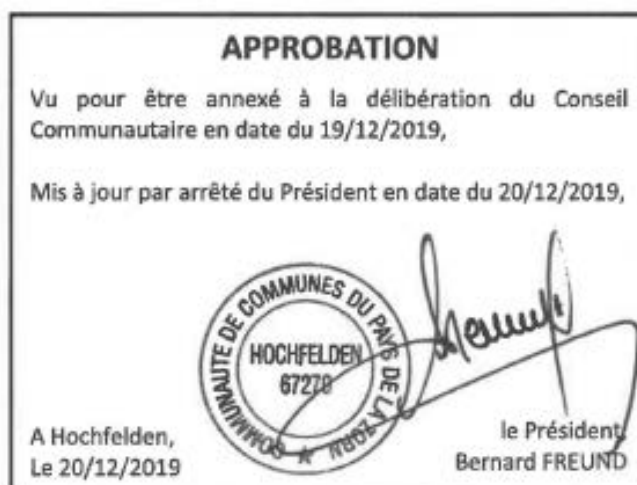 APPROBATION
Vu pour être annexé à la délibération du Conseil
Communautaire en date du 19/12/2019,
Mis à jour par arrêté du Président en date du 20/12/2019,
COMMUNAUTE DE COMMUNES DU PAYS DE LA ZORN
HOCHFELDEN
67270
A Hochfelden,
Le 20/12/2019
le Président,
Bernard FREUND